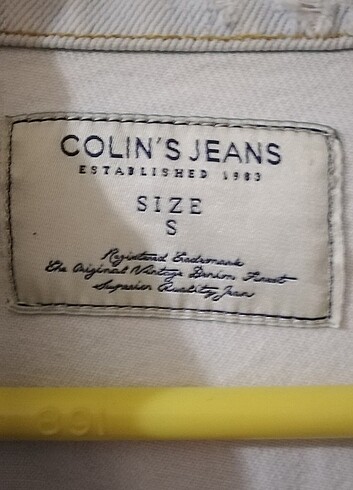 COLIN'S JEANS
ESTABLISHED 1983
SIZE
S
Registered Trademark
The Original Vintage Denim Finest
Superior Quality Jean